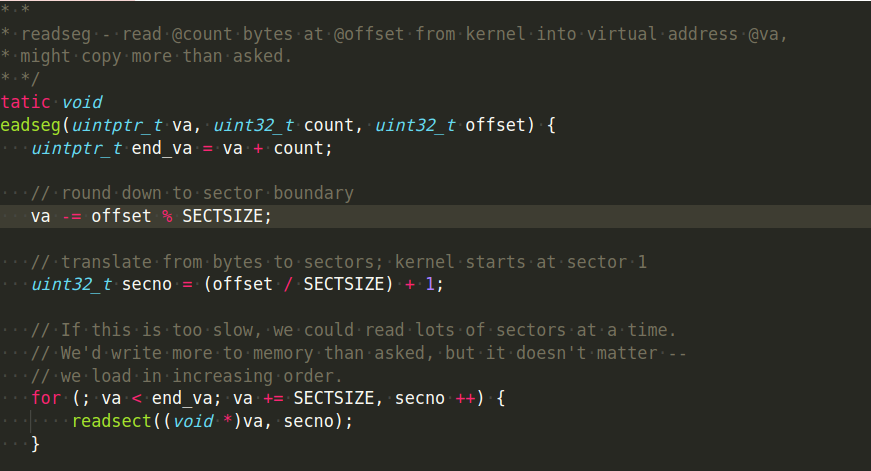 * *
* readseg - read @count bytes at @offset from kernel into virtual address @va,
* might copy more than asked.
* */
tatic void
eadseg(uintptr_t va, uint32_t count, uint32_t offset) {
    uintptr_t end_va = va + count;
    // round down to sector boundary
    va -= offset % SECTSIZE;
    // translate from bytes to sectors; kernel starts at sector 1
    uint32_t secno = (offset / SECTSIZE) + 1;
    // If this is too slow, we could read lots of sectors at a time.
    // We'd write more to memory than asked, but it doesn't matter --
    // we load in increasing order.
    for (; va < end_va; va += SECTSIZE, secno ++) {
        readsect((void *)va, secno);
    }